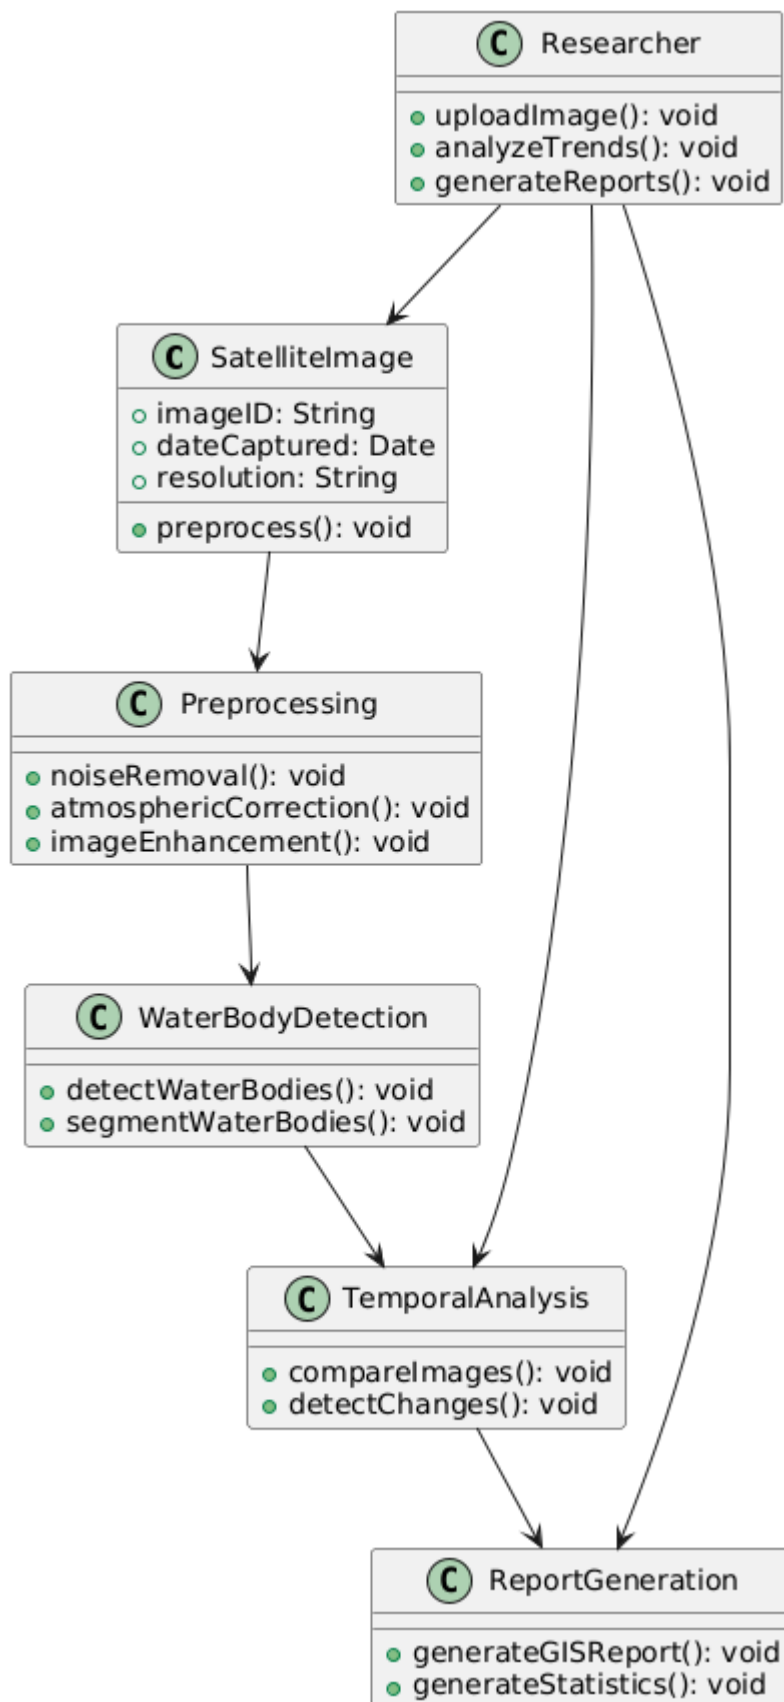 C Researcher
uploadImage(): void
analyzeTrends(): void
generateReports(): void
C SatelliteImage
imageID: String
dateCaptured: Date
resolution: String
preprocess(): void
C Preprocessing
noiseRemoval(): void
atmosphericCorrection(): void
imageEnhancement(): void
C WaterBodyDetection
detectWaterBodies(): void
segmentWaterBodies(): void
C TemporalAnalysis
compareImages(): void
detectChanges(): void
C ReportGeneration
generateGISReport(): void
generateStatistics(): void